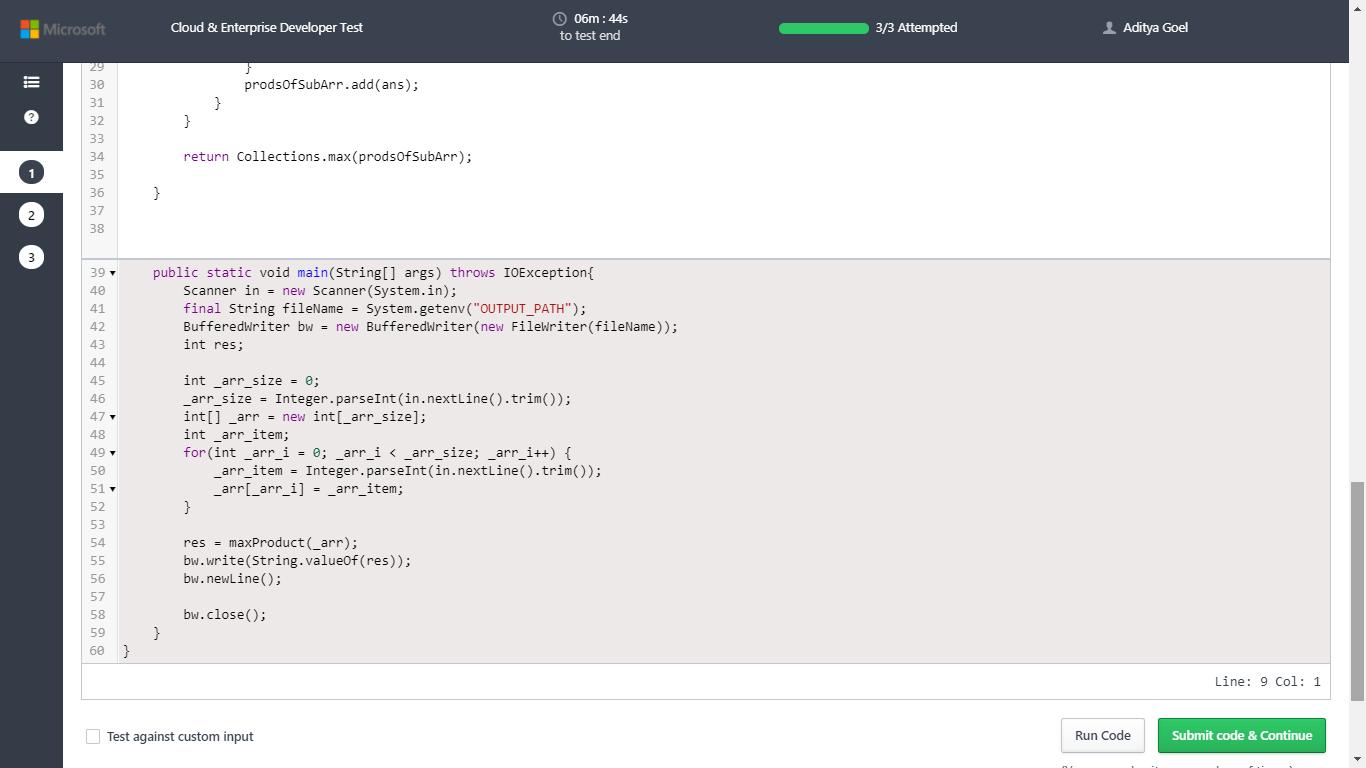 Microsoft
Cloud & Enterprise Developer Test
06m : 44s
to test end
3/3 Attempted
Aditya Goel
?
1
2
3
29 }
30 prodsOfSubArr.add(ans);
31 }
32 }
33
34 return Collections.max(prodsOfSubArr);
35
36 }
37
38
39 public static void main(String[] args) throws IOException{
40 Scanner in = new Scanner(System.in);
41 final String fileName = System.getenv("OUTPUT_PATH");
42 BufferedWriter bw = new BufferedWriter(new FileWriter(fileName));
43 int res;
44
45 int _arr_size = 0;
46 _arr_size = Integer.parseInt(in.nextLine().trim());
47 int[] _arr = new int[_arr_size];
48 int _arr_item;
49 for(int _arr_i = 0; _arr_i < _arr_size; _arr_i++) {
50 _arr_item = Integer.parseInt(in.nextLine().trim());
51 _arr[_arr_i] = _arr_item;
52 }
53
54 res = maxProduct(_arr);
55 bw.write(String.valueOf(res));
56 bw.newLine();
57
58 bw.close();
59 }
60 }
Line: 9 Col: 1
Test against custom input
Run Code
Submit code & Continue